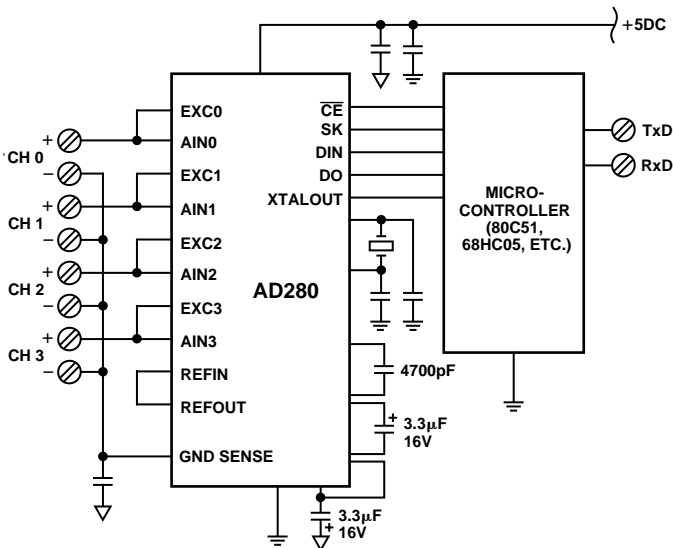 +5DC
EXC0
AIN0
EXC1
AIN1
EXC2
AIN2
EXC3
AIN3
REFIN
REFOUT
GND SENSE
+
CH 0
−
+
CH 1
−
+
CH 2
−
+
CH 3
−
CE
SK
DIN
DO
XTALOUT
AD280
MICRO-
CONTROLLER
(80C51,
68HC05, ETC.)
TxD
RxD
4700pF
+
3.3µF
16V
3.3µF
+
16V